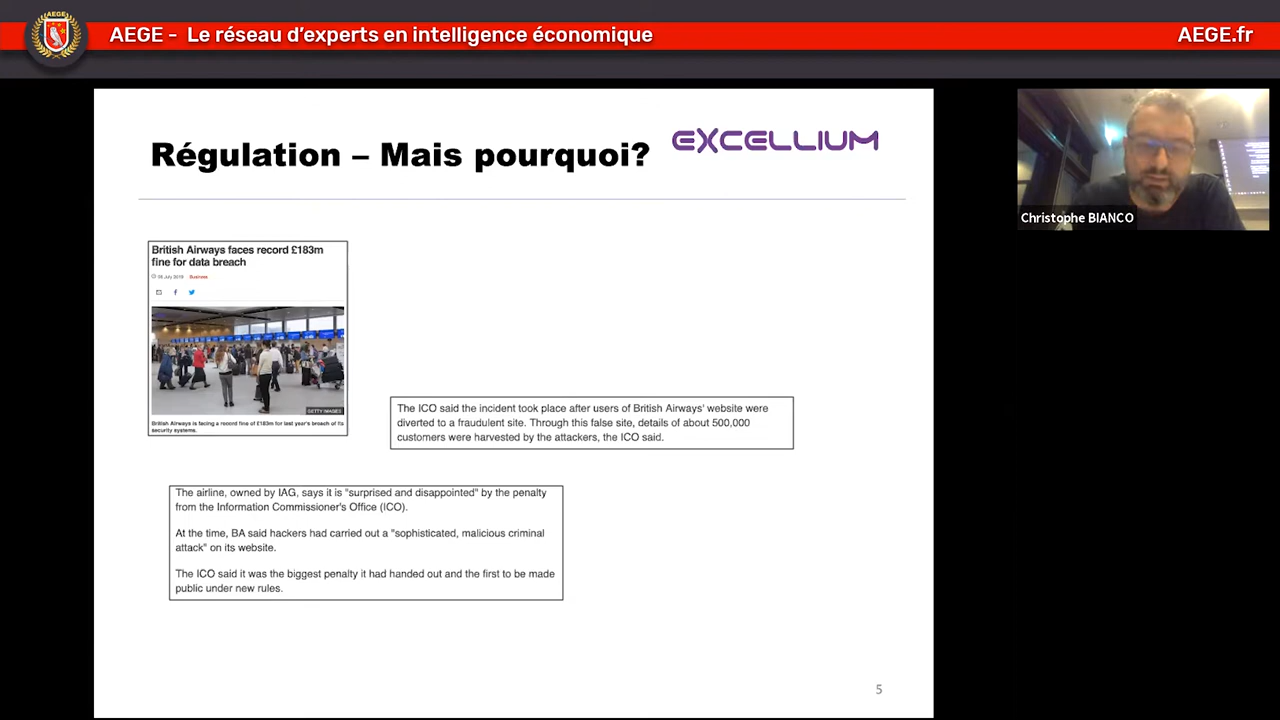 AEGE
AEGE - Le réseau d'experts en intelligence économique
AEGE.fr
Régulation – Mais pourquoi?
EXCELLIUM
Christophe BIANCO
British Airways faces record £183m
fine for data breach
08 July 2019 Business
GETTY IMAGES
British Airways is facing a record fine of £183m for last year's breach of its
security systems.
The ICO said the incident took place after users of British Airways' website were
diverted to a fraudulent site. Through this false site, details of about 500,000
customers were harvested by the attackers, the ICO said.
The airline, owned by IAG, says it is "surprised and disappointed" by the penalty
from the Information Commissioner's Office (ICO).
At the time, BA said hackers had carried out a "sophisticated, malicious criminal
attack" on its website.
The ICO said it was the biggest penalty it had handed out and the first to be made
public under new rules.
5